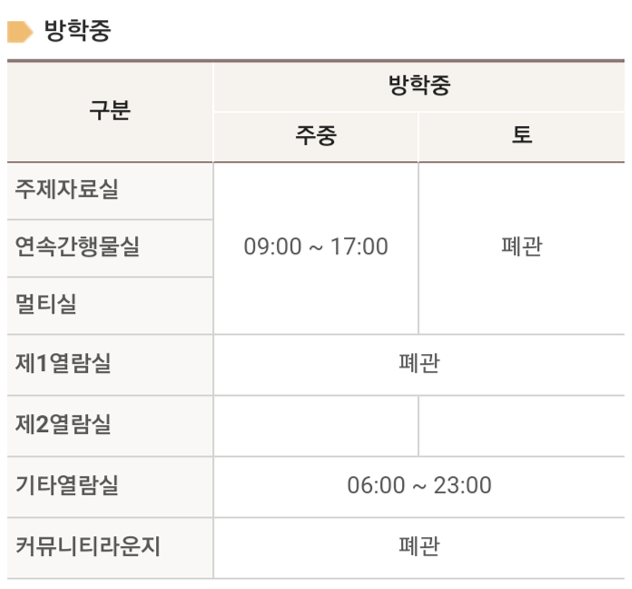 방학중
구분
방학중
주중
토
주제자료실
연속간행물실
멀티실
09:00 ~ 17:00
폐관
제1열람실
폐관
제2열람실
기타열람실
06:00 ~ 23:00
커뮤니티라운지
폐관